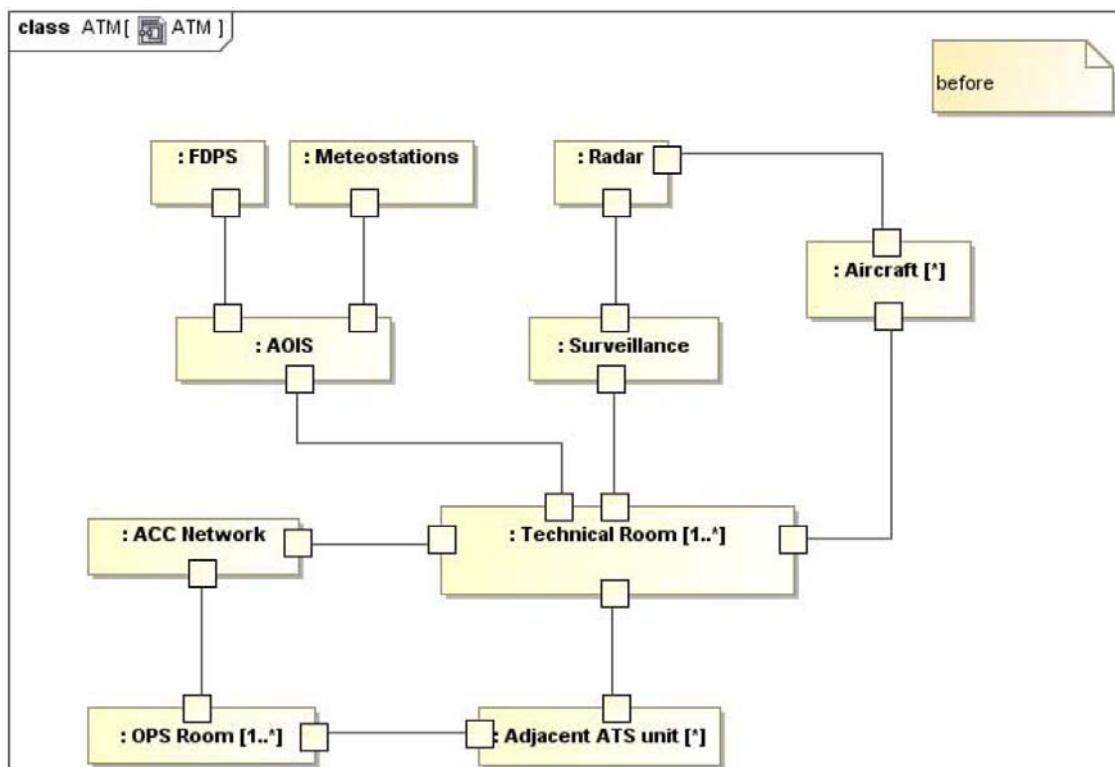 class ATM[ ATM ]
before
: FDPS
: Meteostations
: Radar
: Aircraft [*]
: AOIS
: Surveillance
: ACC Network
: Technical Room [1..*]
: OPS Room [1..*]
: Adjacent ATS unit [*]